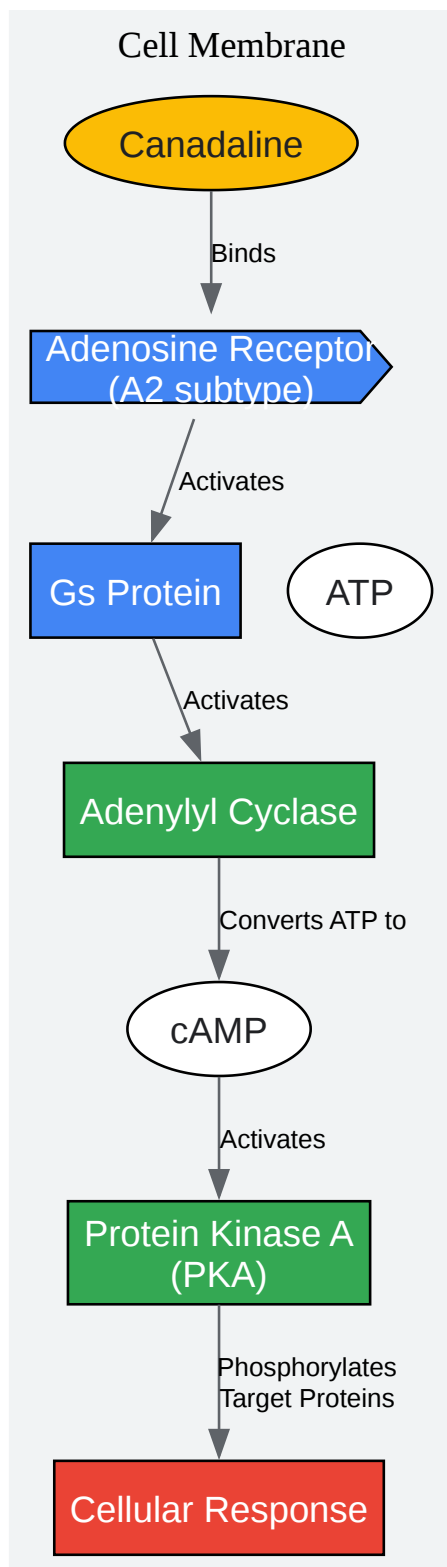 Cell Membrane
Canadaline
Binds
Adenosine Receptor
(A2 subtype)
Activates
Gs Protein
ATP
Activates
Adenylyl Cyclase
Converts ATP to
cAMP
Activates
Protein Kinase A
(PKA)
Phosphorylates
Target Proteins
Cellular Response